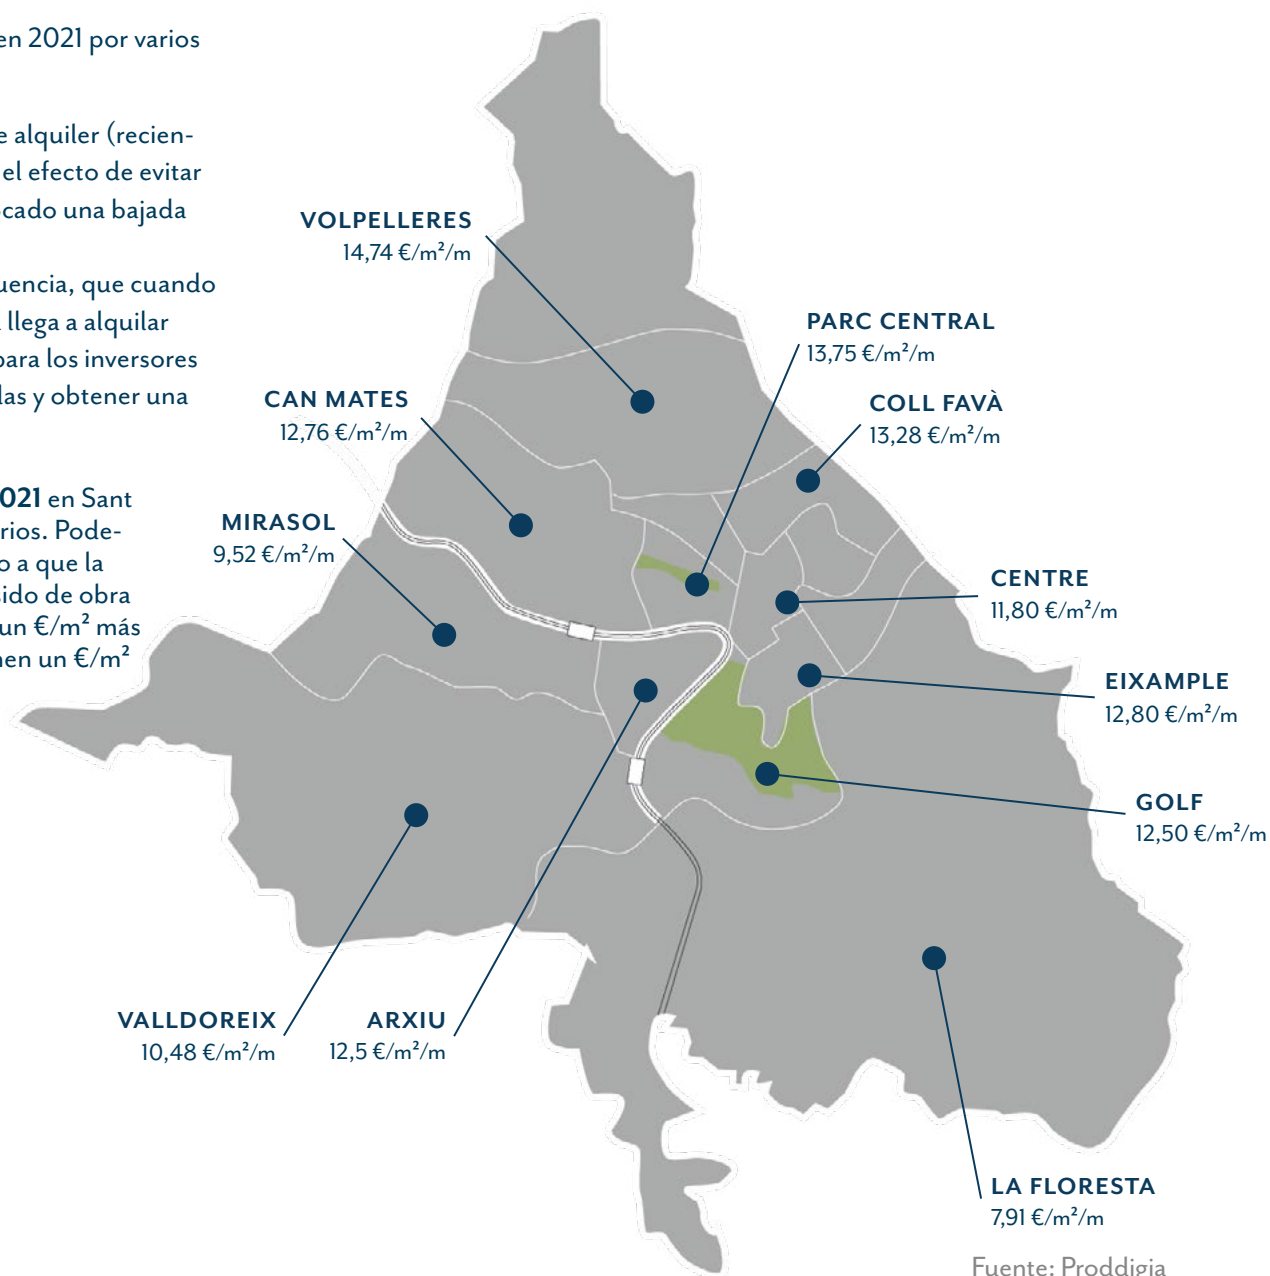 en 2021 por varios
e alquiler (recien-
el efecto de evitar
ocado una bajada
uencia, que cuando
llega a alquilar
para los inversores
las y obtener una
021 en Sant
rios. Pode-
o a que la
sido de obra
un €/m² más
nen un €/m²
VOLPELLERES
14,74 €/m²/m
PARC CENTRAL
13,75 €/m²/m
CAN MATES
12,76 €/m²/m
COLL FAVÀ
13,28 €/m²/m
MIRASOL
9,52 €/m²/m
CENTRE
11,80 €/m²/m
EIXAMPLE
12,80 €/m²/m
GOLF
12,50 €/m²/m
VALLDOREIX
10,48 €/m²/m
ARXIU
12,5 €/m²/m
LA FLORESTA
7,91 €/m²/m
Fuente: Proddigia